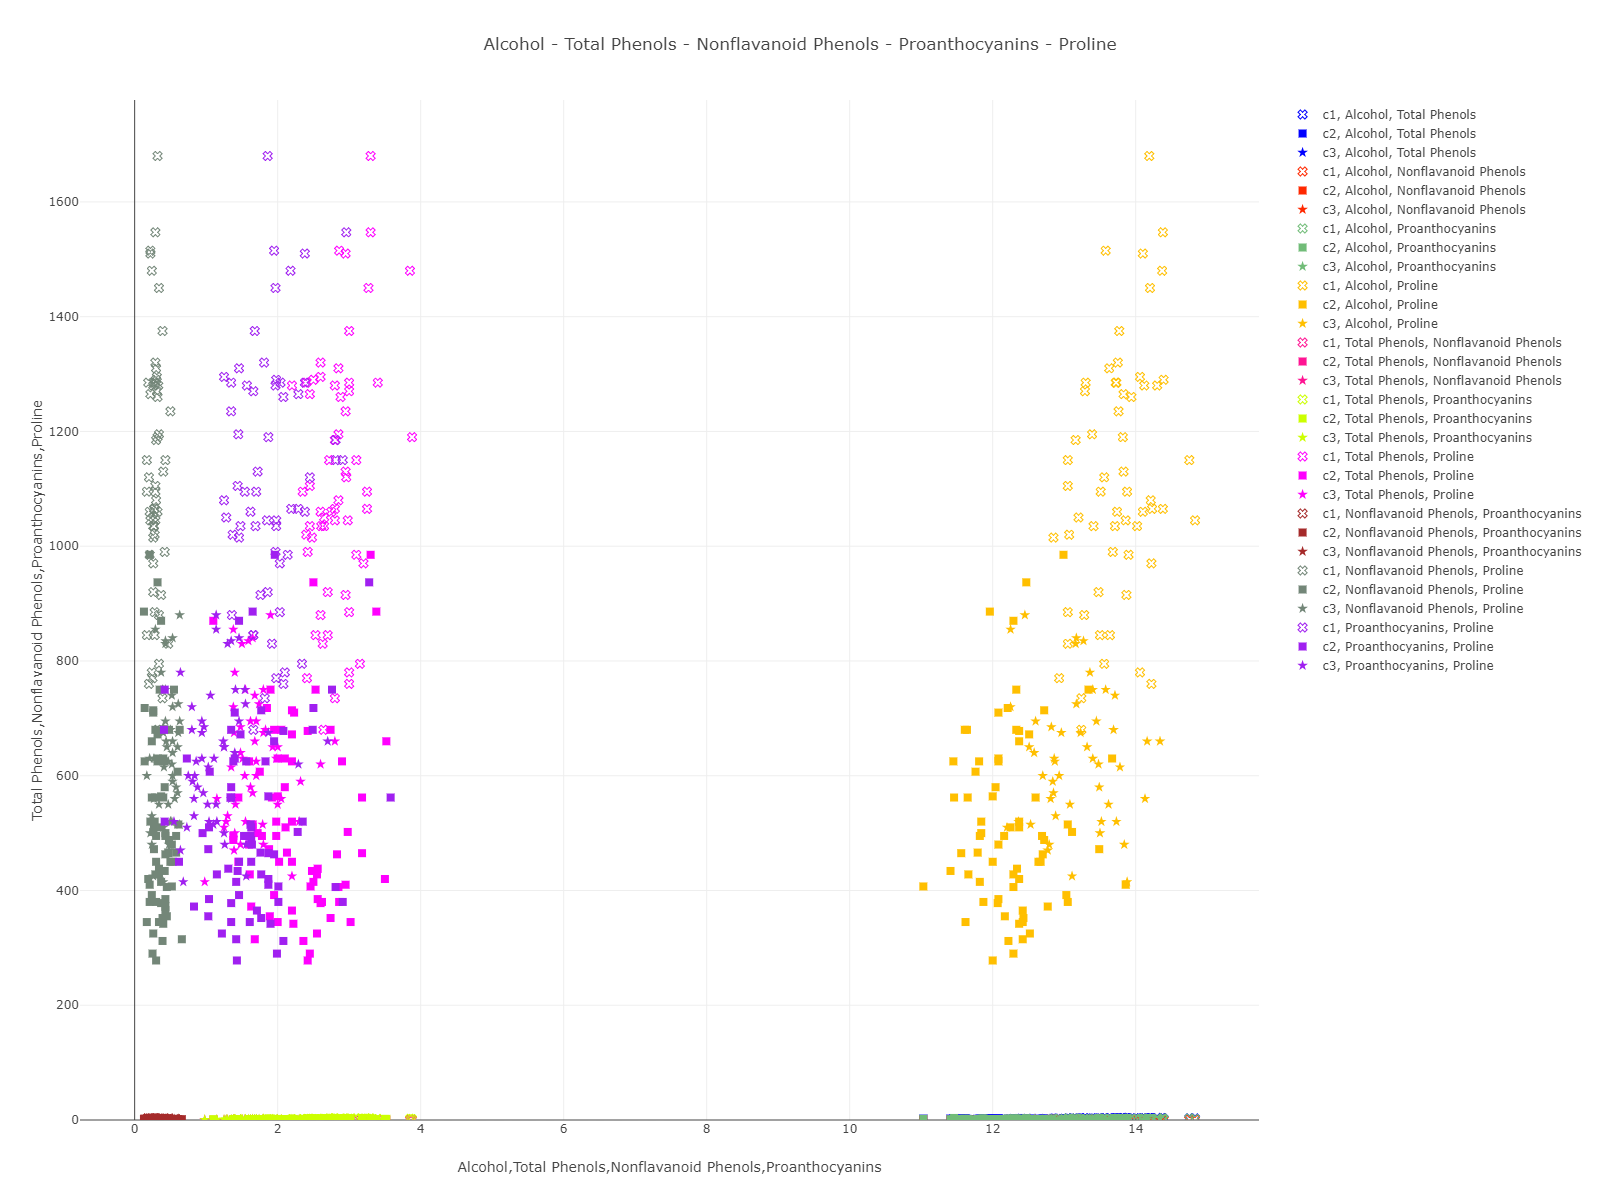 Alcohol - Total Phenols - Nonflavanoid Phenols - Proanthocyanins - Proline
c1, Alcohol, Total Phenols
c2, Alcohol, Total Phenols
c3, Alcohol, Total Phenols
c1, Alcohol, Nonflavanoid Phenols
c2, Alcohol, Nonflavanoid Phenols
c3, Alcohol, Nonflavanoid Phenols
c1, Alcohol, Proanthocyanins
c2, Alcohol, Proanthocyanins
c3, Alcohol, Proanthocyanins
c1, Alcohol, Proline
c2, Alcohol, Proline
c3, Alcohol, Proline
c1, Total Phenols, Nonflavanoid Phenols
c2, Total Phenols, Nonflavanoid Phenols
c3, Total Phenols, Nonflavanoid Phenols
c1, Total Phenols, Proanthocyanins
c2, Total Phenols, Proanthocyanins
c3, Total Phenols, Proanthocyanins
c1, Total Phenols, Proline
c2, Total Phenols, Proline
c3, Total Phenols, Proline
c1, Nonflavanoid Phenols, Proanthocyanins
c2, Nonflavanoid Phenols, Proanthocyanins
c3, Nonflavanoid Phenols, Proanthocyanins
c1, Nonflavanoid Phenols, Proline
c2, Nonflavanoid Phenols, Proline
c3, Nonflavanoid Phenols, Proline
c1, Proanthocyanins, Proline
c2, Proanthocyanins, Proline
c3, Proanthocyanins, Proline
Total Phenols,Nonflavanoid Phenols,Proanthocyanins,Proline
1600
1400
1200
1000
800
600
400
200
0
0 2 4 6 8 10 12 14
Alcohol,Total Phenols,Nonflavanoid Phenols,Proanthocyanins